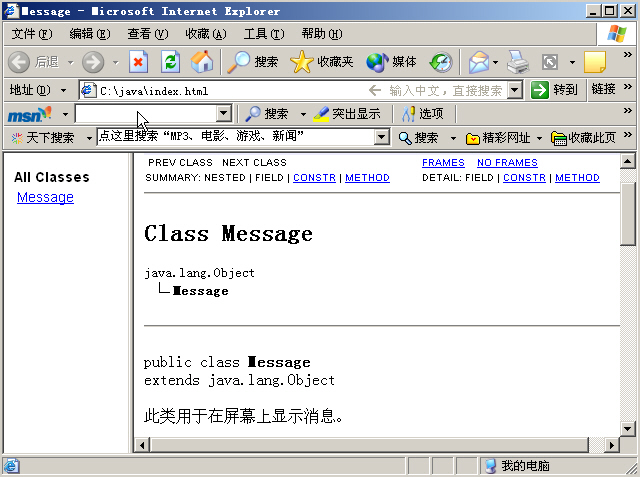 Message - Microsoft Internet Explorer
文件(F) 编辑(E) 查看(V) 收藏(A) 工具(T) 帮助(H)
后退 搜索 收藏夹 媒体
地址(D) C:\java\index.html 输入中文，直接搜索 转到 链接 »
msn 搜索 突出显示 选项
天下搜索 点这里搜索“MP3、电影、游戏、新闻” 搜索 精彩网址 收藏此页 »
All Classes
Message
PREV CLASS NEXT CLASS FRAMES NO FRAMES
SUMMARY: NESTED | FIELD | CONSTR | METHOD DETAIL: FIELD | CONSTR | METHOD
Class Message
java.lang.Object
Message
public class Message
extends java.lang.Object
此类用于在屏幕上显示消息。
我的电脑